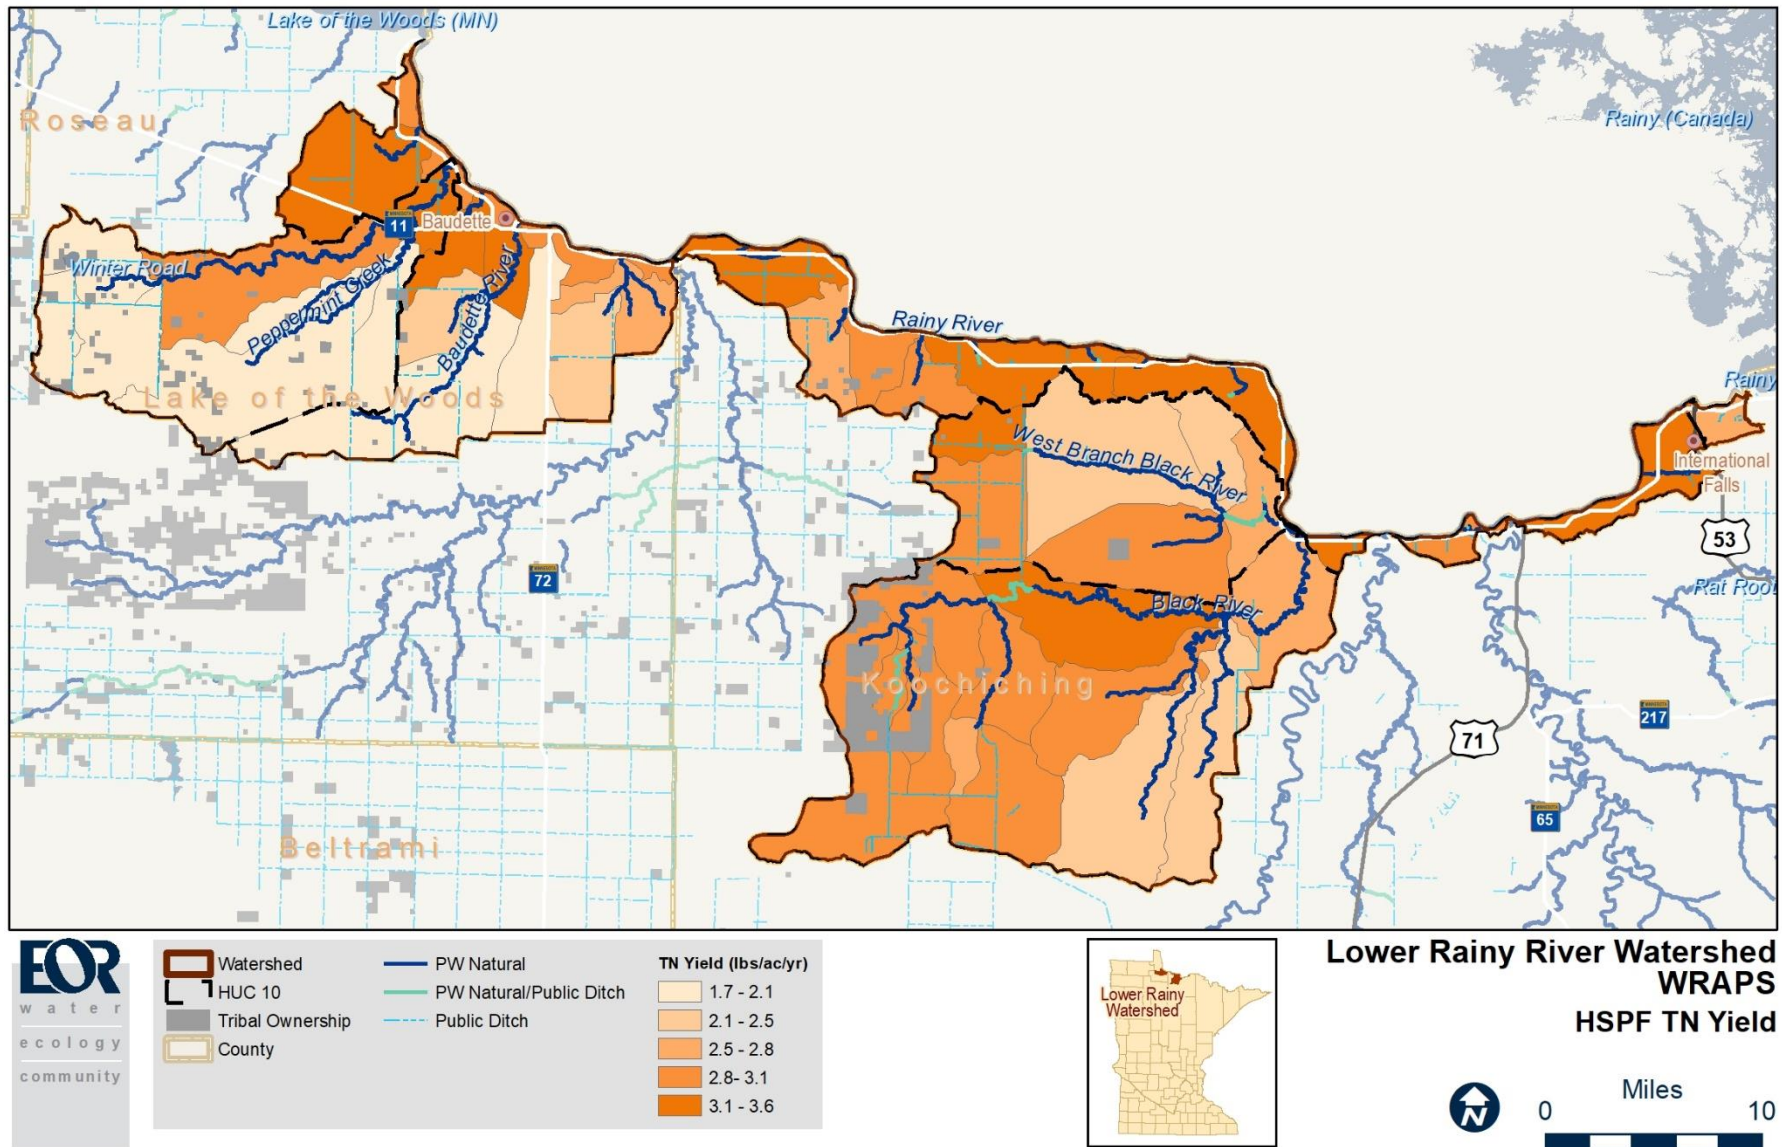 Lake of the Woods (MN)
Roseau
Rainy (Canada)
11
Baudette
Winter Road
Peppermint Creek
Baudette River
Rainy River
Rainy
Lake of the Woods
West Branch Black River
International
Falls
53
72
Rat Root
Black River
Koochiching
217
71
65
Beltrami
EOR
water
ecology
community
Watershed
HUC 10
Tribal Ownership
County
PW Natural
PW Natural/Public Ditch
Public Ditch
TN Yield (lbs/ac/yr)
1.7 - 2.1
2.1 - 2.5
2.5 - 2.8
2.8- 3.1
3.1 - 3.6
Lower Rainy
Watershed
Lower Rainy River Watershed
WRAPS
HSPF TN Yield
N
Miles
0 10